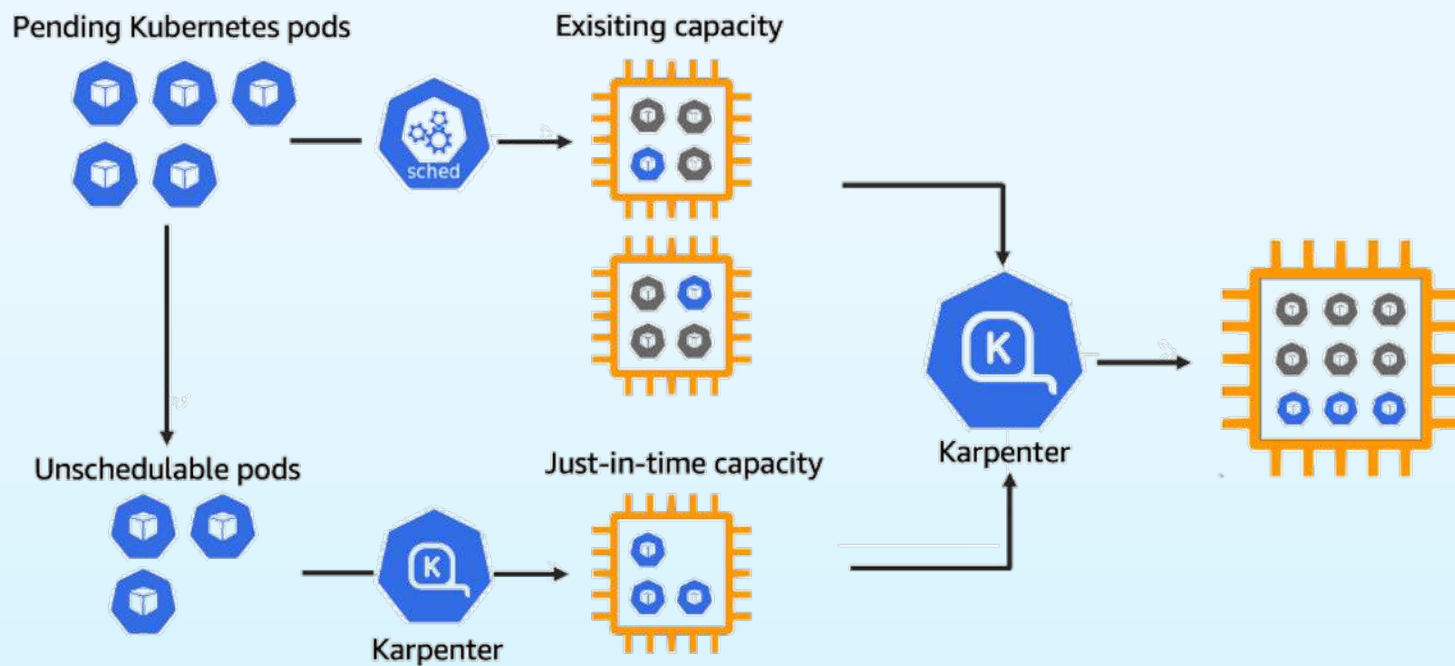 Pending Kubernetes pods
Exisiting capacity
sched
K
Karpenter
Unschedulable pods
Just-in-time capacity
K
Karpenter